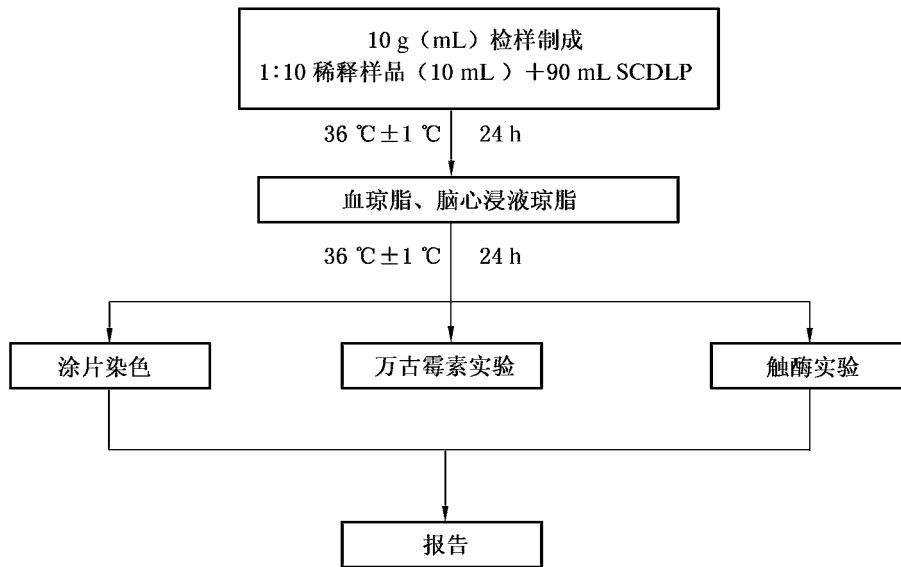 10 g（mL）检样制成
1∶10 稀释样品（10 mL）＋90 mL SCDLP
36 ℃±1 ℃ 24 h
血琼脂、脑心浸液琼脂
36 ℃±1 ℃ 24 h
涂片染色 万古霉素实验 触酶实验
报告